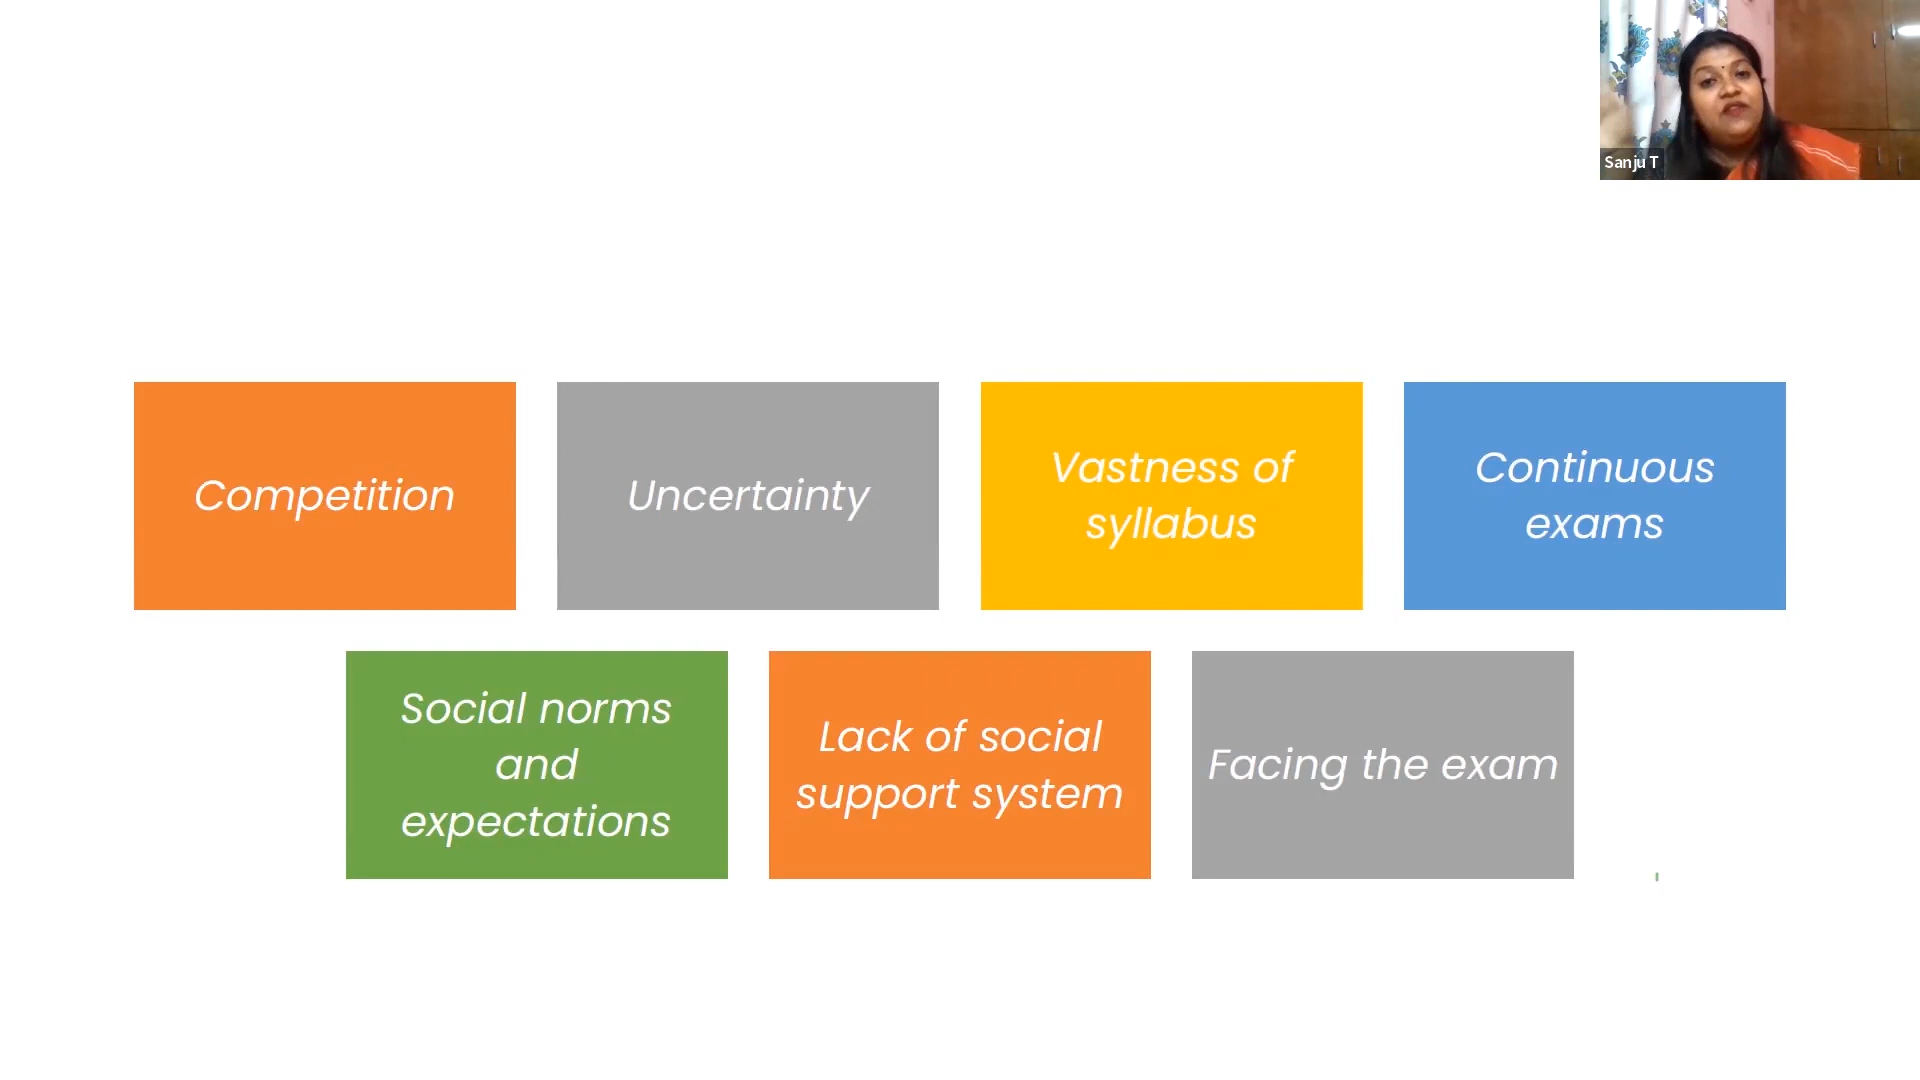 Sanju T
Competition
Uncertainty
Vastness of
syllabus
Continuous
exams
Social norms
and
expectations
Lack of social
support system
Facing the exam